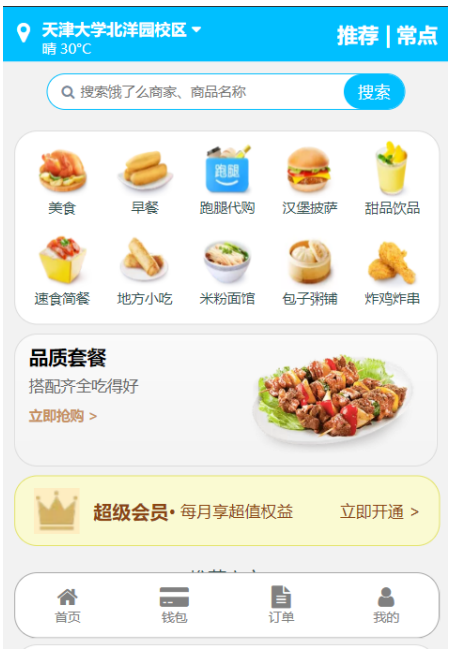 天津大学北洋园校区
晴 30°C
推荐 | 常点
搜索饿了么商家、商品名称
搜索
美食
早餐
跑腿
跑腿代购
汉堡披萨
甜品饮品
速食简餐
地方小吃
米粉面馆
包子粥铺
炸鸡炸串
品质套餐
搭配齐全吃得好
立即抢购 >
超级会员• 每月享超值权益
立即开通 >
首页
钱包
订单
我的